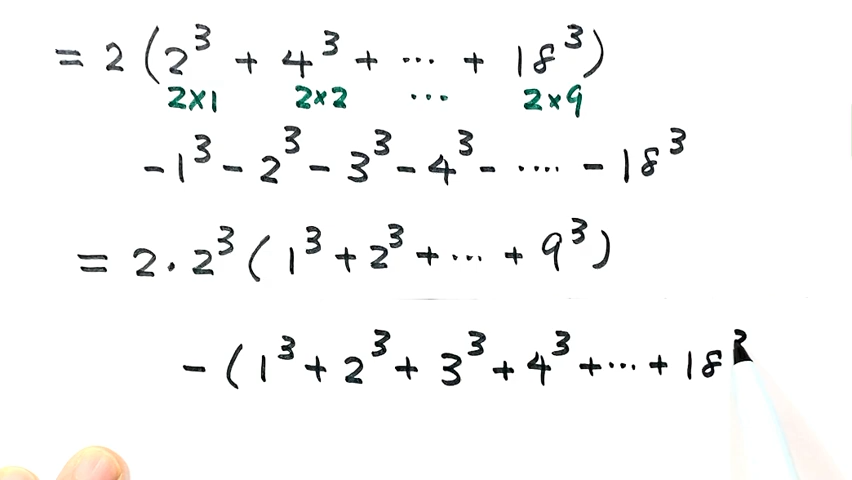 = 2 (2³ + 4³ + ... + 18³)
2×1 2×2 ... 2×9
-1³ - 2³ - 3³ - 4³ - .... - 18³
= 2 . 2³ (1³ + 2³ + ... + 9³)
- (1³ + 2³ + 3³ + 4³ + ... + 18³